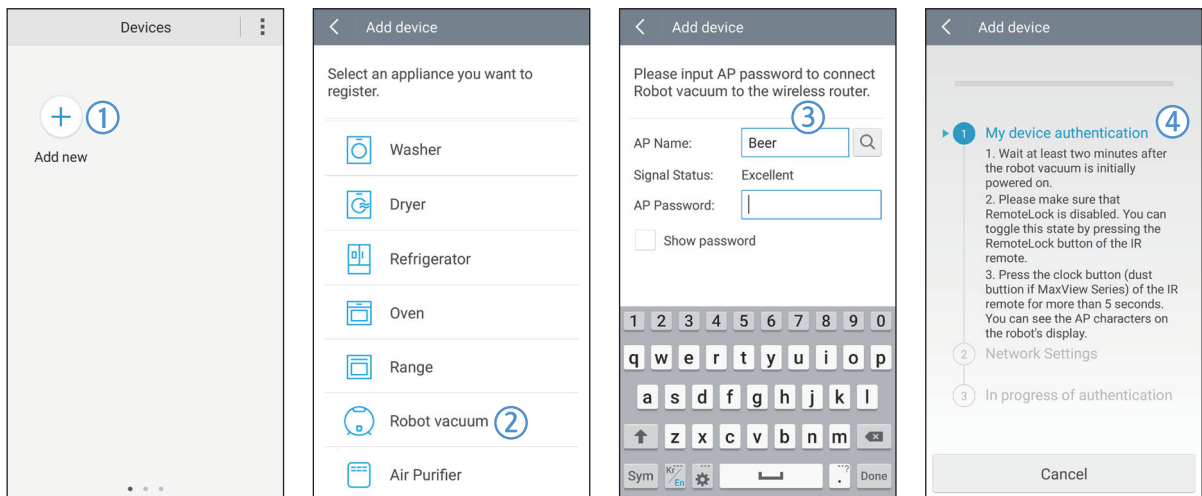 Devices
1
Add new
Add device
Select an appliance you want to
register.
Washer
Dryer
Refrigerator
Oven
Range
Robot vacuum 2
Air Purifier
Add device
Please input AP password to connect
Robot vacuum to the wireless router.
3
AP Name: Beer
Signal Status: Excellent
AP Password:
Show password
1 2 3 4 5 6 7 8 9 0
q w e r t y u i o p
a s d f g h j k l
z x c v b n m
Sym Kr/En . ...? Done
Add device
4
1 My device authentication
1. Wait at least two minutes after
the robot vacuum is initially
powered on.
2. Please make sure that
RemoteLock is disabled. You can
toggle this state by pressing the
RemoteLock button of the IR
remote.
3. Press the clock button (dust
buttion if MaxView Series) of the IR
remote for more than 5 seconds.
You can see the AP characters on
the robot's display.
2 Network Settings
3 In progress of authentication
Cancel